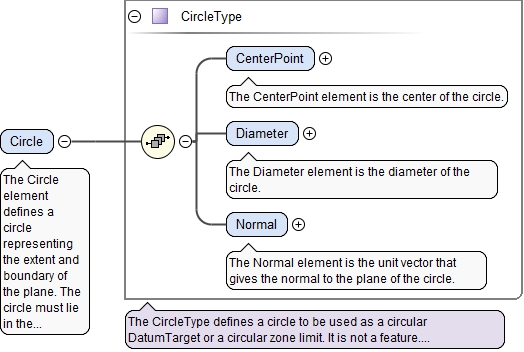 CircleType
CenterPoint
The CenterPoint element is the center of the circle.
Circle
The Circle
element
defines a
circle
representing
the extent and
boundary of
the plane. The
circle must lie
in the...
Diameter
The Diameter element is the diameter of the
circle.
Normal
The Normal element is the unit vector that
gives the normal to the plane of the circle.
The CircleType defines a circle to be used as a circular
DatumTarget or a circular zone limit. It is not a feature....